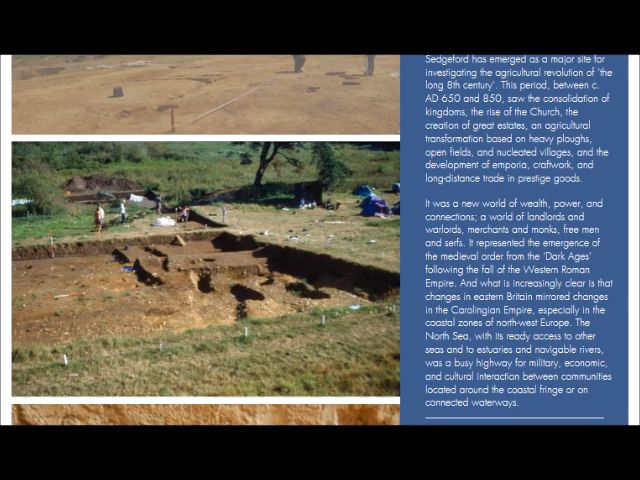 Sedgeford has emerged as a major site for
investigating the agricultural revolution of 'the
long 8th century'. This period, between c.
AD 650 and 850, saw the consolidation of
kingdoms, the rise of the Church, the
creation of great estates, an agricultural
transformation based on heavy ploughs,
open fields, and nucleated villages, and the
development of emporia, craftwork, and
long-distance trade in prestige goods.
It was a new world of wealth, power, and
connections; a world of landlords and
warlords, merchants and monks, free men
and serfs. It represented the emergence of
the medieval order from the 'Dark Ages'
following the fall of the Western Roman
Empire. And what is increasingly clear is that
changes in eastern Britain mirrored changes
in the Carolingian Empire, especially in the
coastal zones of north-west Europe. The
North Sea, with its ready access to other
seas and to estuaries and navigable rivers,
was a busy highway for military, economic,
and cultural interaction between communities
located around the coastal fringe or on
connected waterways.